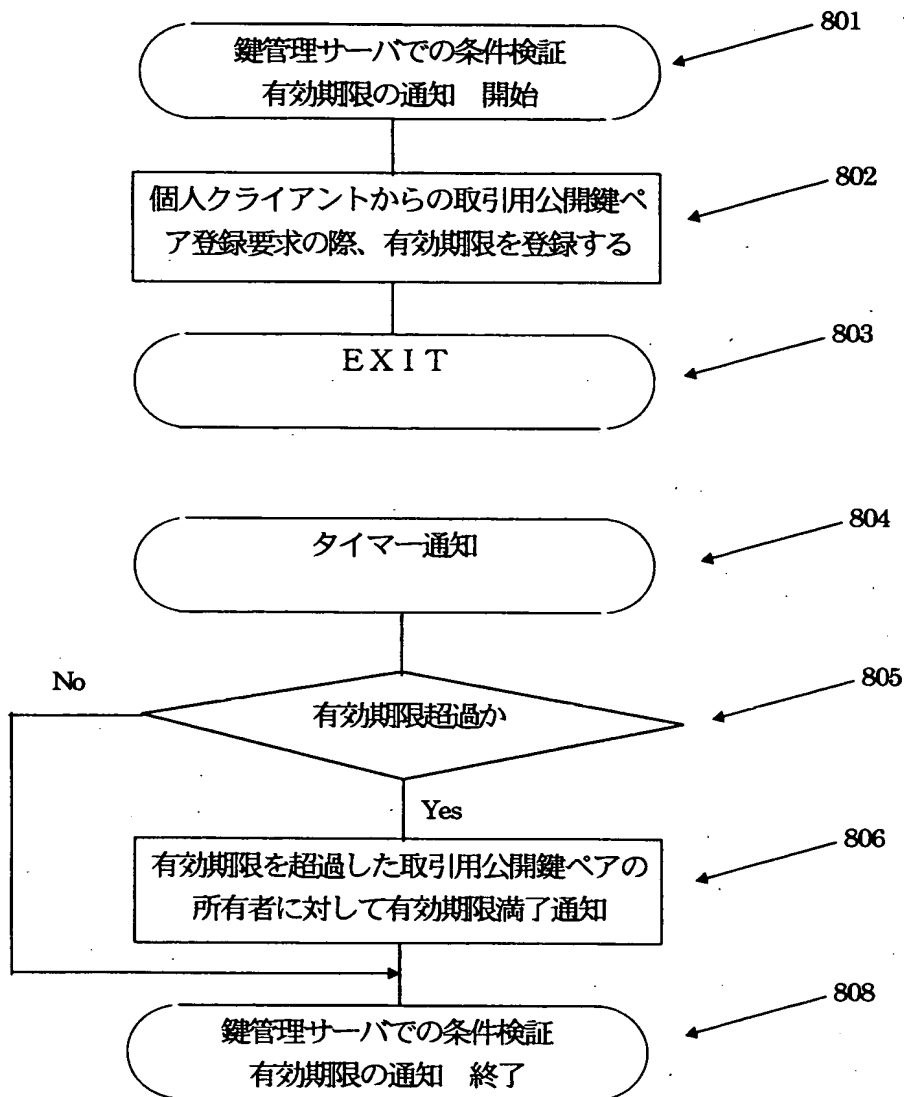 801
鍵管理サーバでの条件検証
有効期限の通知　開始
802
個人クライアントからの取引用公開鍵ペ
ア登録要求の際、有効期限を登録する
803
ＥＸＩＴ
804
タイマー通知
805
No
有効期限超過か
Yes
806
有効期限を超過した取引用公開鍵ペアの
所有者に対して有効期限満了通知
808
鍵管理サーバでの条件検証
有効期限の通知　終了